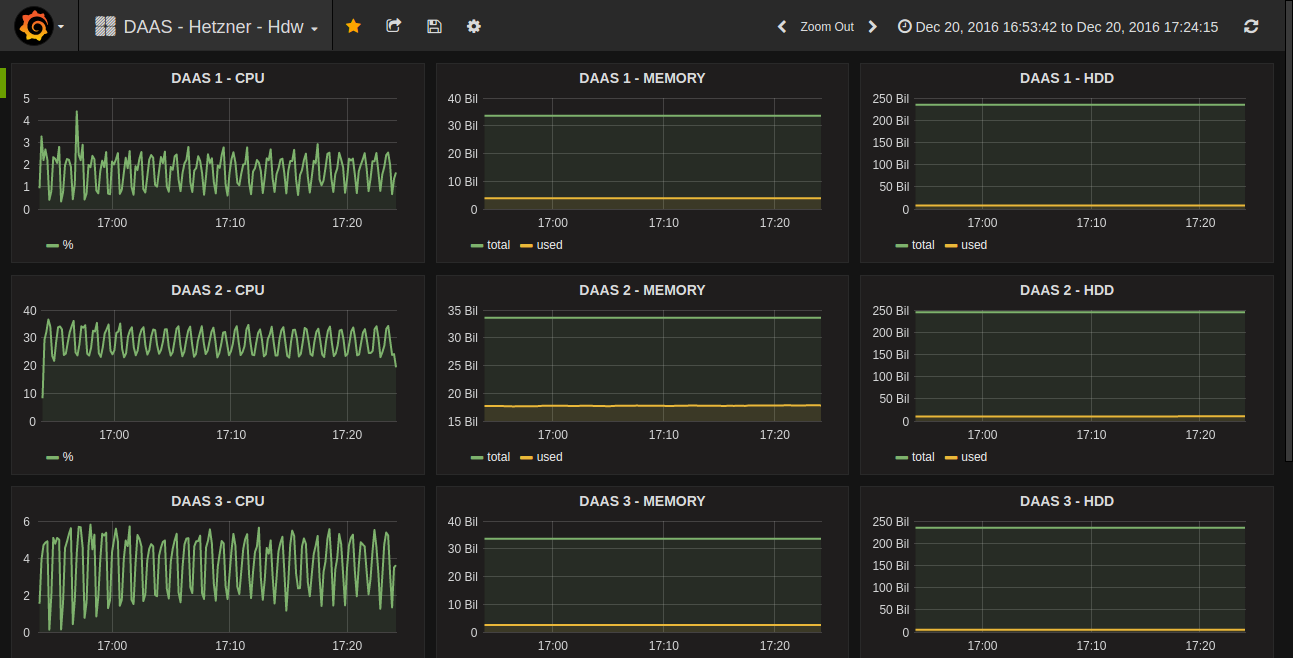 DAAS - Hetzner - Hdw
Zoom Out
Dec 20, 2016 16:53:42 to Dec 20, 2016 17:24:15
DAAS 1 - CPU
5
4
3
2
1
0
17:00 17:10 17:20
%
DAAS 1 - MEMORY
40 Bil
30 Bil
20 Bil
10 Bil
0
17:00 17:10 17:20
total used
DAAS 1 - HDD
250 Bil
200 Bil
150 Bil
100 Bil
50 Bil
0
17:00 17:10 17:20
total used
DAAS 2 - CPU
40
30
20
10
0
17:00 17:10 17:20
%
DAAS 2 - MEMORY
35 Bil
30 Bil
25 Bil
20 Bil
15 Bil
17:00 17:10 17:20
total used
DAAS 2 - HDD
250 Bil
200 Bil
150 Bil
100 Bil
50 Bil
0
17:00 17:10 17:20
total used
DAAS 3 - CPU
6
4
2
0
17:00 17:10 17:20
DAAS 3 - MEMORY
40 Bil
30 Bil
20 Bil
10 Bil
0
17:00 17:10 17:20
DAAS 3 - HDD
250 Bil
200 Bil
150 Bil
100 Bil
50 Bil
0
17:00 17:10 17:20